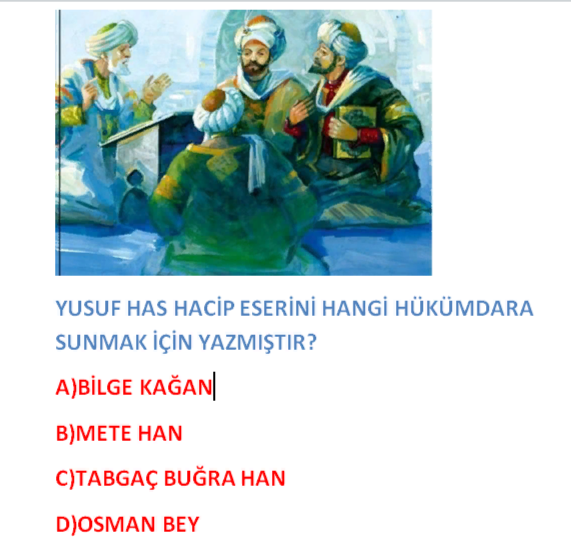 YUSUF HAS HACİP ESERİNİ HANGİ HÜKÜMDARA
SUNMAK İÇİN YAZMIŞTIR?
A)BİLGE KAĞAN
B)METE HAN
C)TABGAÇ BUĞRA HAN
D)OSMAN BEY